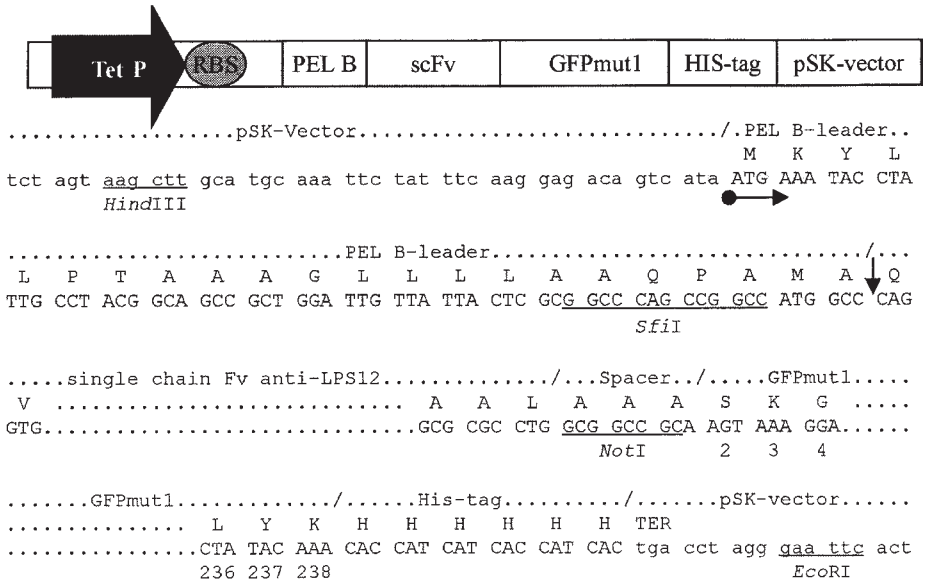 Tet P RBS PEL B scFv GFPmut1 HIS-tag pSK-vector
..................pSK-Vector............................./.PEL B-leader..
M K Y L
tct agt aag ctt gca tgc aaa ttc tat ttc aag gag aca gtc ata ATG AAA TAC CTA
HindIII
...........................PEL B-leader............................../...
L P T A A A G L L L L A A Q P A M A Q
TTG CCT ACG GCA GCC GCT GGA TTG TTA TTA CTC GCG GCC CAG CCG GCC ATG GCC CAG
SfiI
.....single chain Fv anti-LPS12............./...Spacer../.....GFPmut1.....
V ............................ A A L A A A S K G .....
GTG.................................GCG CGC CTG GCG GCC GCA AGT AAA GGA.....
NotI 2 3 4
.......GFPmut1............./......His-tag........../.......pSK-vector......
............... L Y K H H H H H H TER
...............CTA TAC AAA CAC CAT CAT CAC CAT CAC tga cct agg gaa ttc act
236 237 238 EcoRI